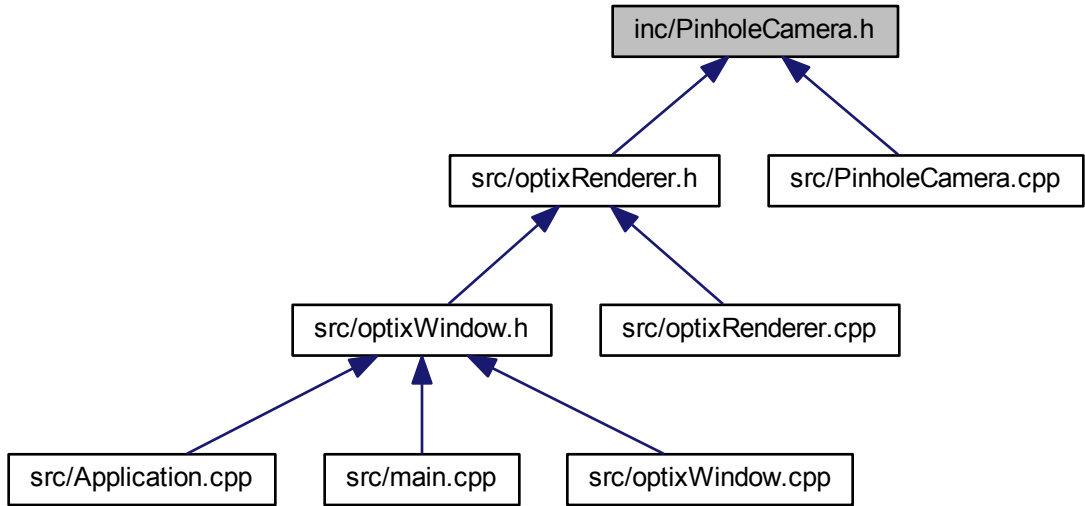 inc/PinholeCamera.h
src/optixRenderer.h
src/PinholeCamera.cpp
src/optixWindow.h
src/optixRenderer.cpp
src/Application.cpp
src/main.cpp
src/optixWindow.cpp